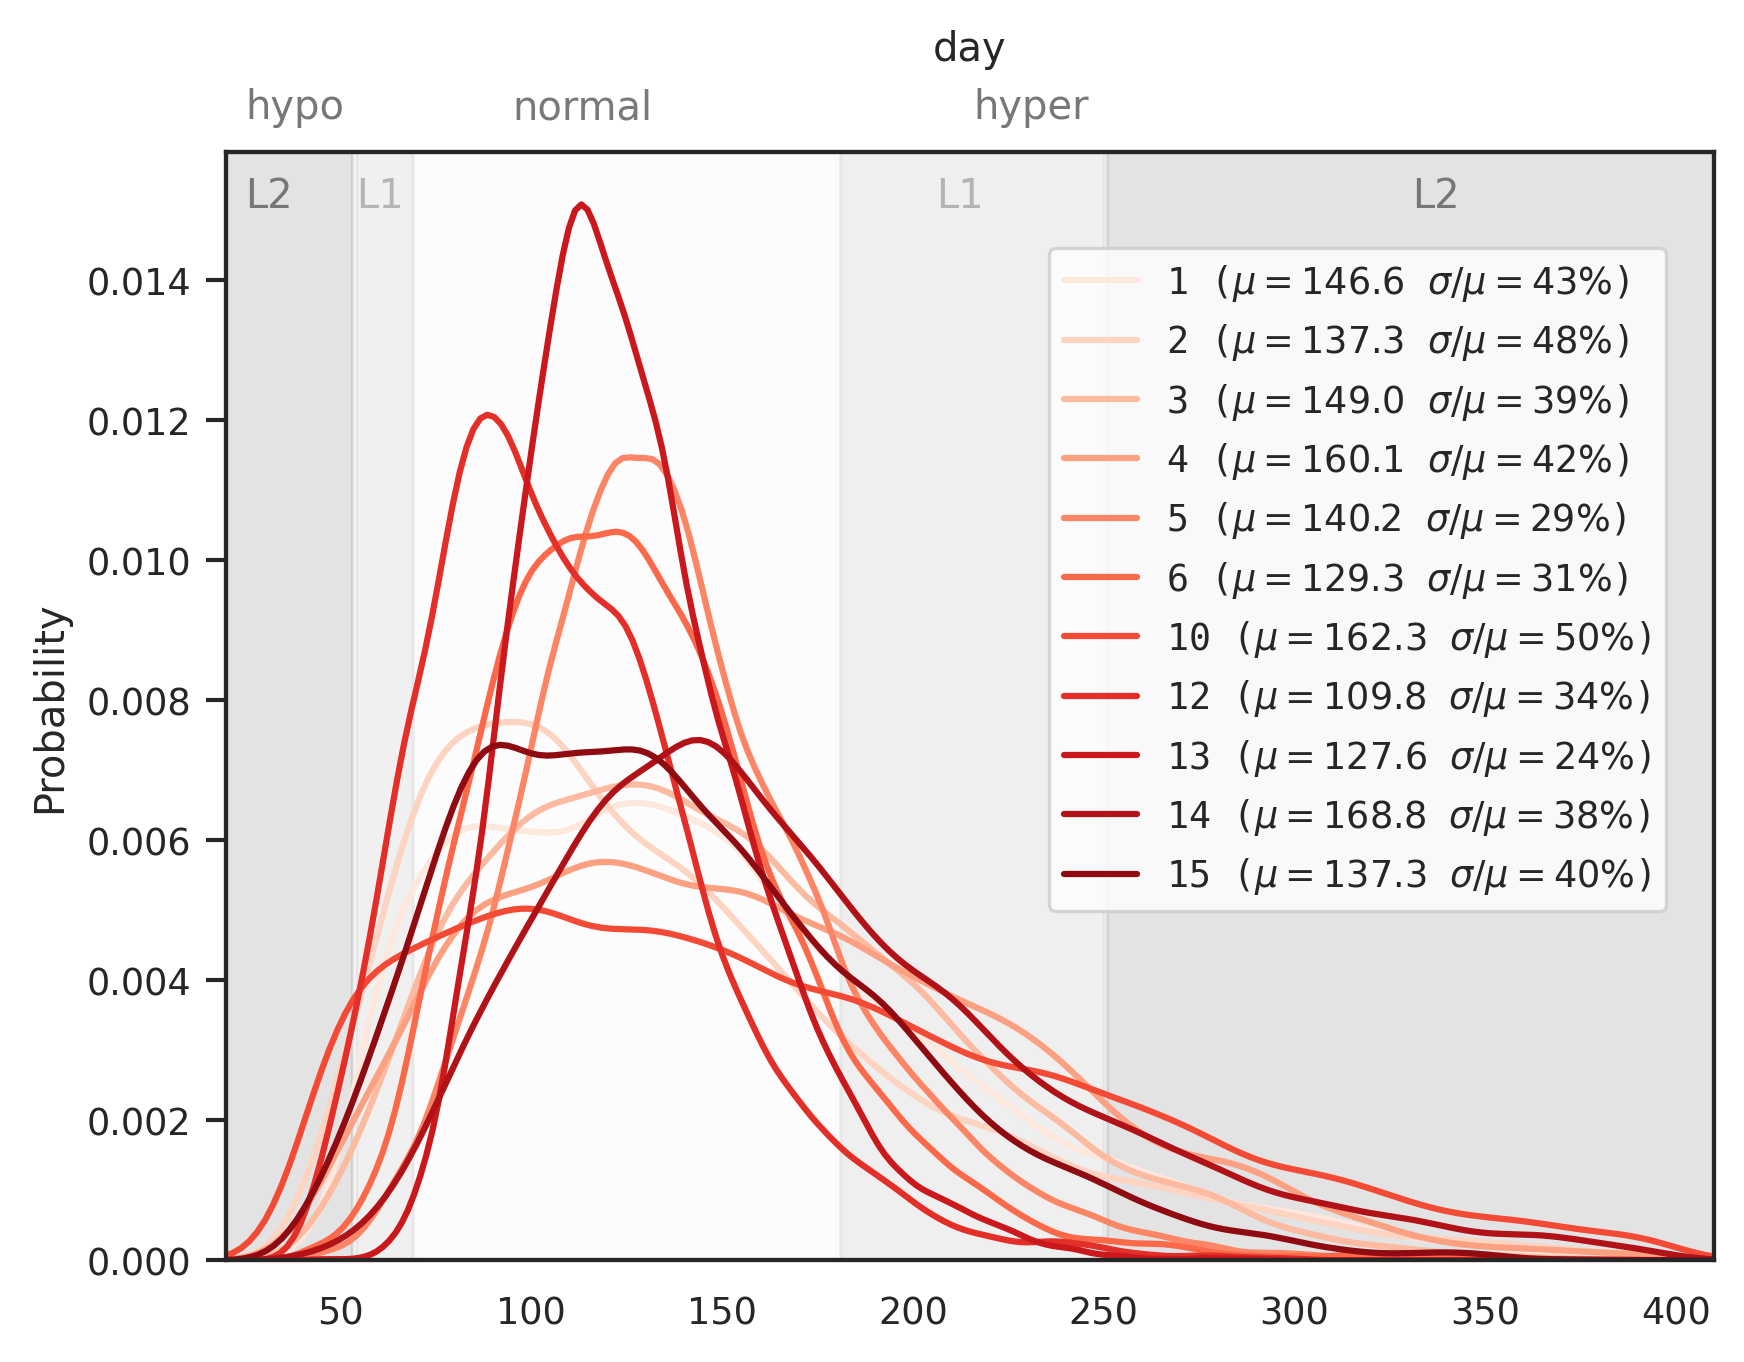 day
hypo normal hyper
L2 L1 L1 L2
1 (μ = 146.6 σ/μ = 43%)
2 (μ = 137.3 σ/μ = 48%)
3 (μ = 149.0 σ/μ = 39%)
4 (μ = 160.1 σ/μ = 42%)
5 (μ = 140.2 σ/μ = 29%)
6 (μ = 129.3 σ/μ = 31%)
10 (μ = 162.3 σ/μ = 50%)
12 (μ = 109.8 σ/μ = 34%)
13 (μ = 127.6 σ/μ = 24%)
14 (μ = 168.8 σ/μ = 38%)
15 (μ = 137.3 σ/μ = 40%)
Probability
0.014
0.012
0.010
0.008
0.006
0.004
0.002
0.000
50 100 150 200 250 300 350 400